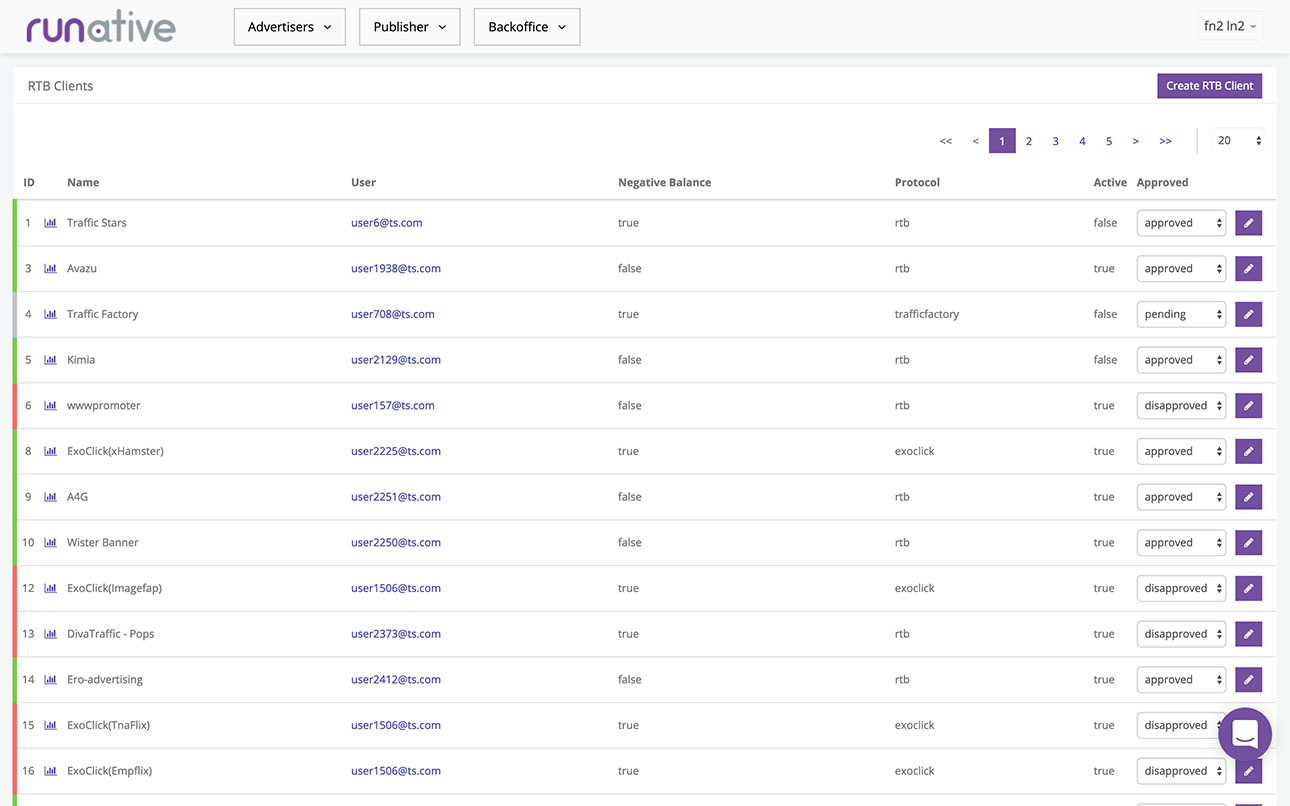 runative Advertisers Publisher Backoffice fn2 ln2
RTB Clients Create RTB Client
<< < 1 2 3 4 5 > >> 20
ID Name User Negative Balance Protocol Active Approved
1 Traffic Stars user6@ts.com true rtb false approved
3 Avazu user1938@ts.com false rtb true approved
4 Traffic Factory user708@ts.com true trafficfactory false pending
5 Kimia user2129@ts.com false rtb false approved
6 wwwpromoter user157@ts.com false rtb true disapproved
8 ExoClick(xHamster) user2225@ts.com true exoclick true approved
9 A4G user2251@ts.com false rtb true approved
10 Wister Banner user2250@ts.com false rtb true approved
12 ExoClick(Imagefap) user1506@ts.com true exoclick true disapproved
13 DivaTraffic - Pops user2373@ts.com true rtb true disapproved
14 Ero-advertising user2412@ts.com false rtb true approved
15 ExoClick(TnaFlix) user1506@ts.com true exoclick true disapproved
16 ExoClick(Empflix) user1506@ts.com true exoclick true disapproved